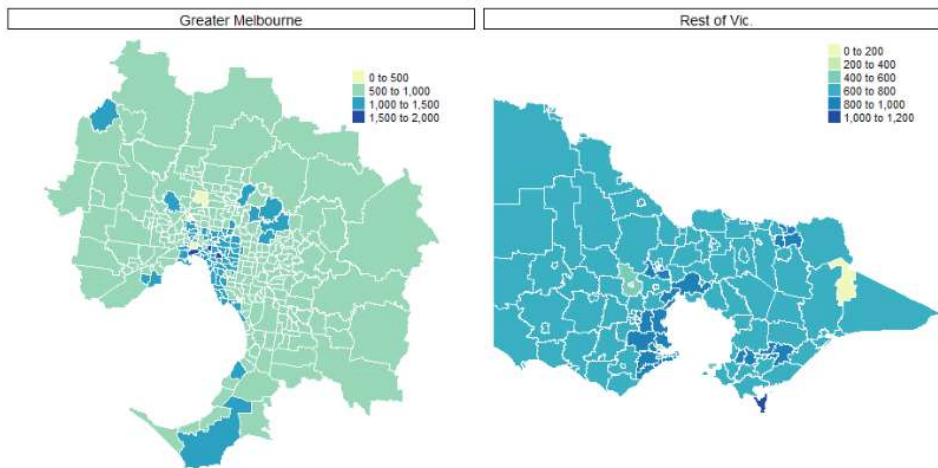 Greater Melbourne
0 to 500
500 to 1,000
1,000 to 1,500
1,500 to 2,000
Rest of Vic.
0 to 200
200 to 400
400 to 600
600 to 800
800 to 1,000
1,000 to 1,200